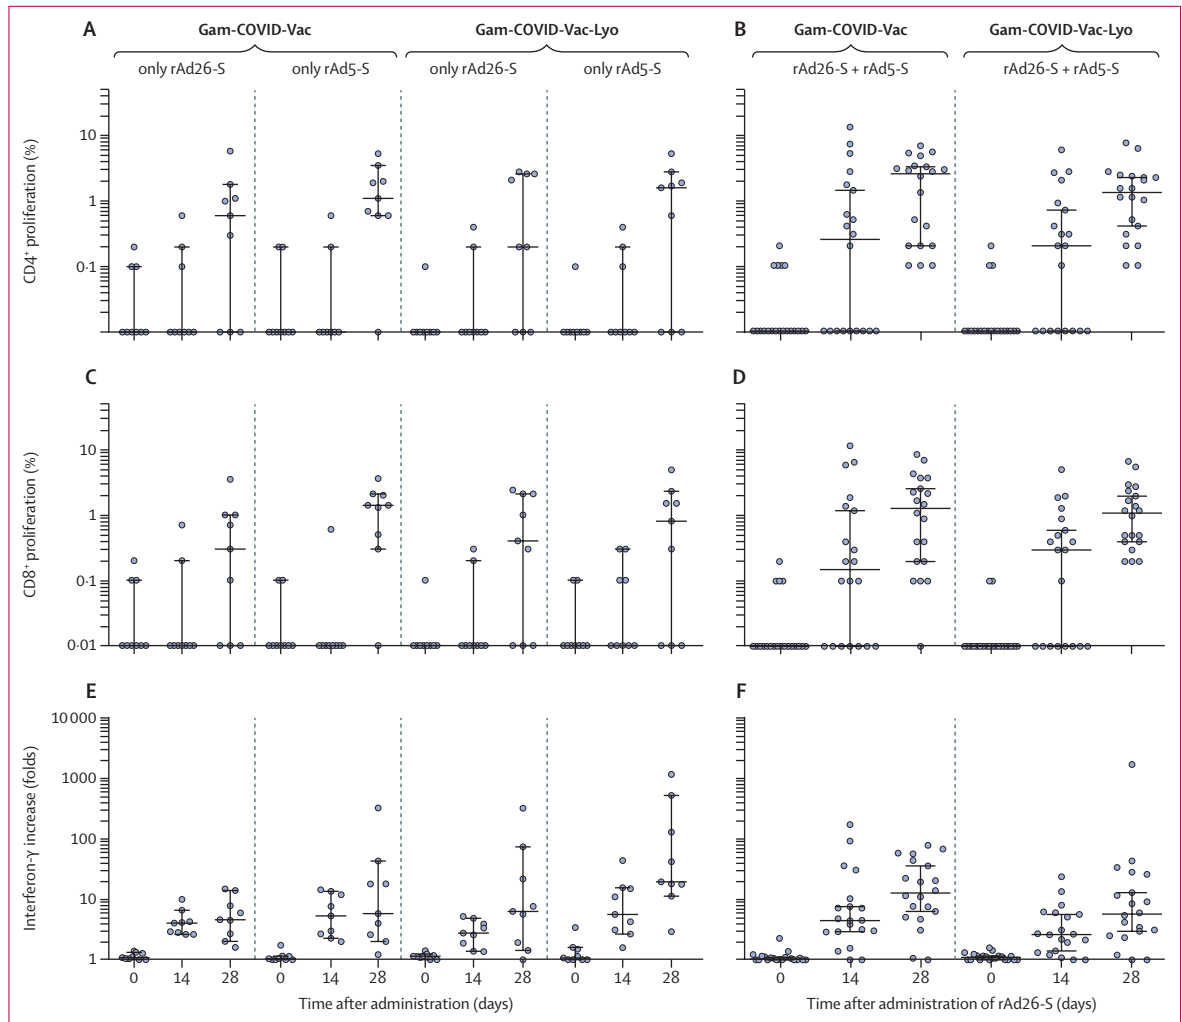 A
Gam-COVID-Vac
Gam-COVID-Vac-Lyo
B
Gam-COVID-Vac
Gam-COVID-Vac-Lyo
only rAd26-S
only rAd5-S
only rAd26-S
only rAd5-S
rAd26-S + rAd5-S
rAd26-S + rAd5-S
CD4⁺ proliferation (%)
10
1
0·1
C
D
CD8⁺ proliferation (%)
10
1
0·1
0·01
E
F
Interferon-γ increase (folds)
10 000
1000
100
10
1
0 14 28 0 14 28 0 14 28 0 14 28 0 14 28 0 14 28
Time after administration (days)
Time after administration of rAd26-S (days)